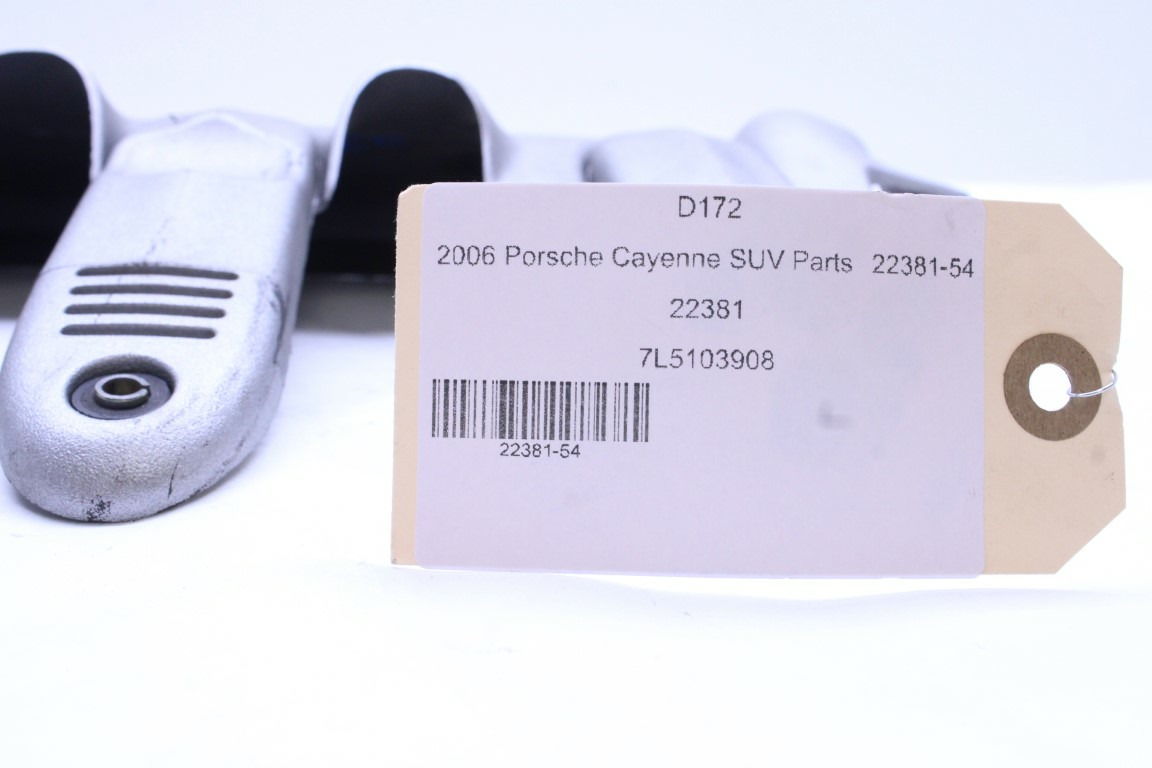 D172
2006 Porsche Cayenne SUV Parts 22381-54
22381
7L5103908
22381-54